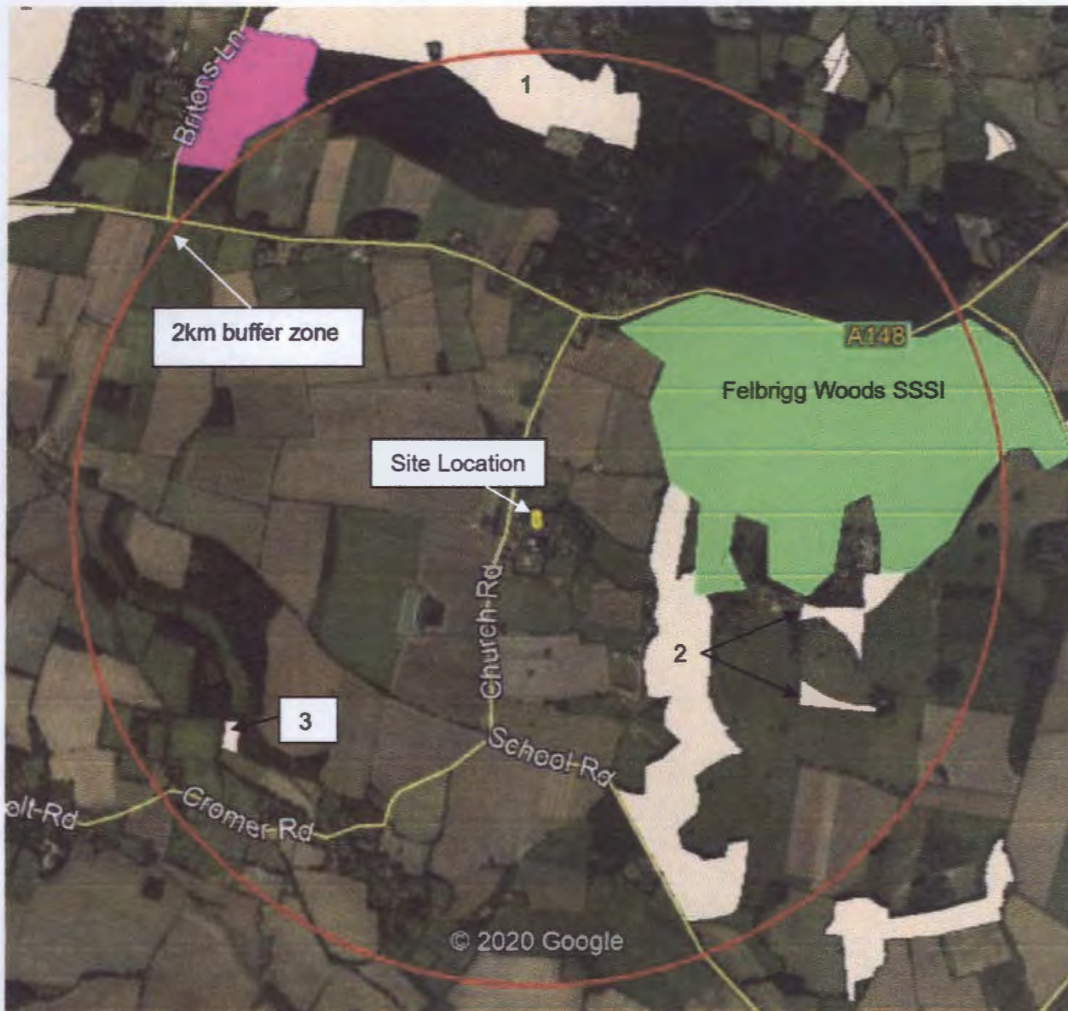 1
Britons-Ln
2km buffer zone
A148
Felbrigg Woods SSSI
Site Location
Church-Rd
2
3
School-Rd
olt-Rd
Cromer-Rd
© 2020 Google